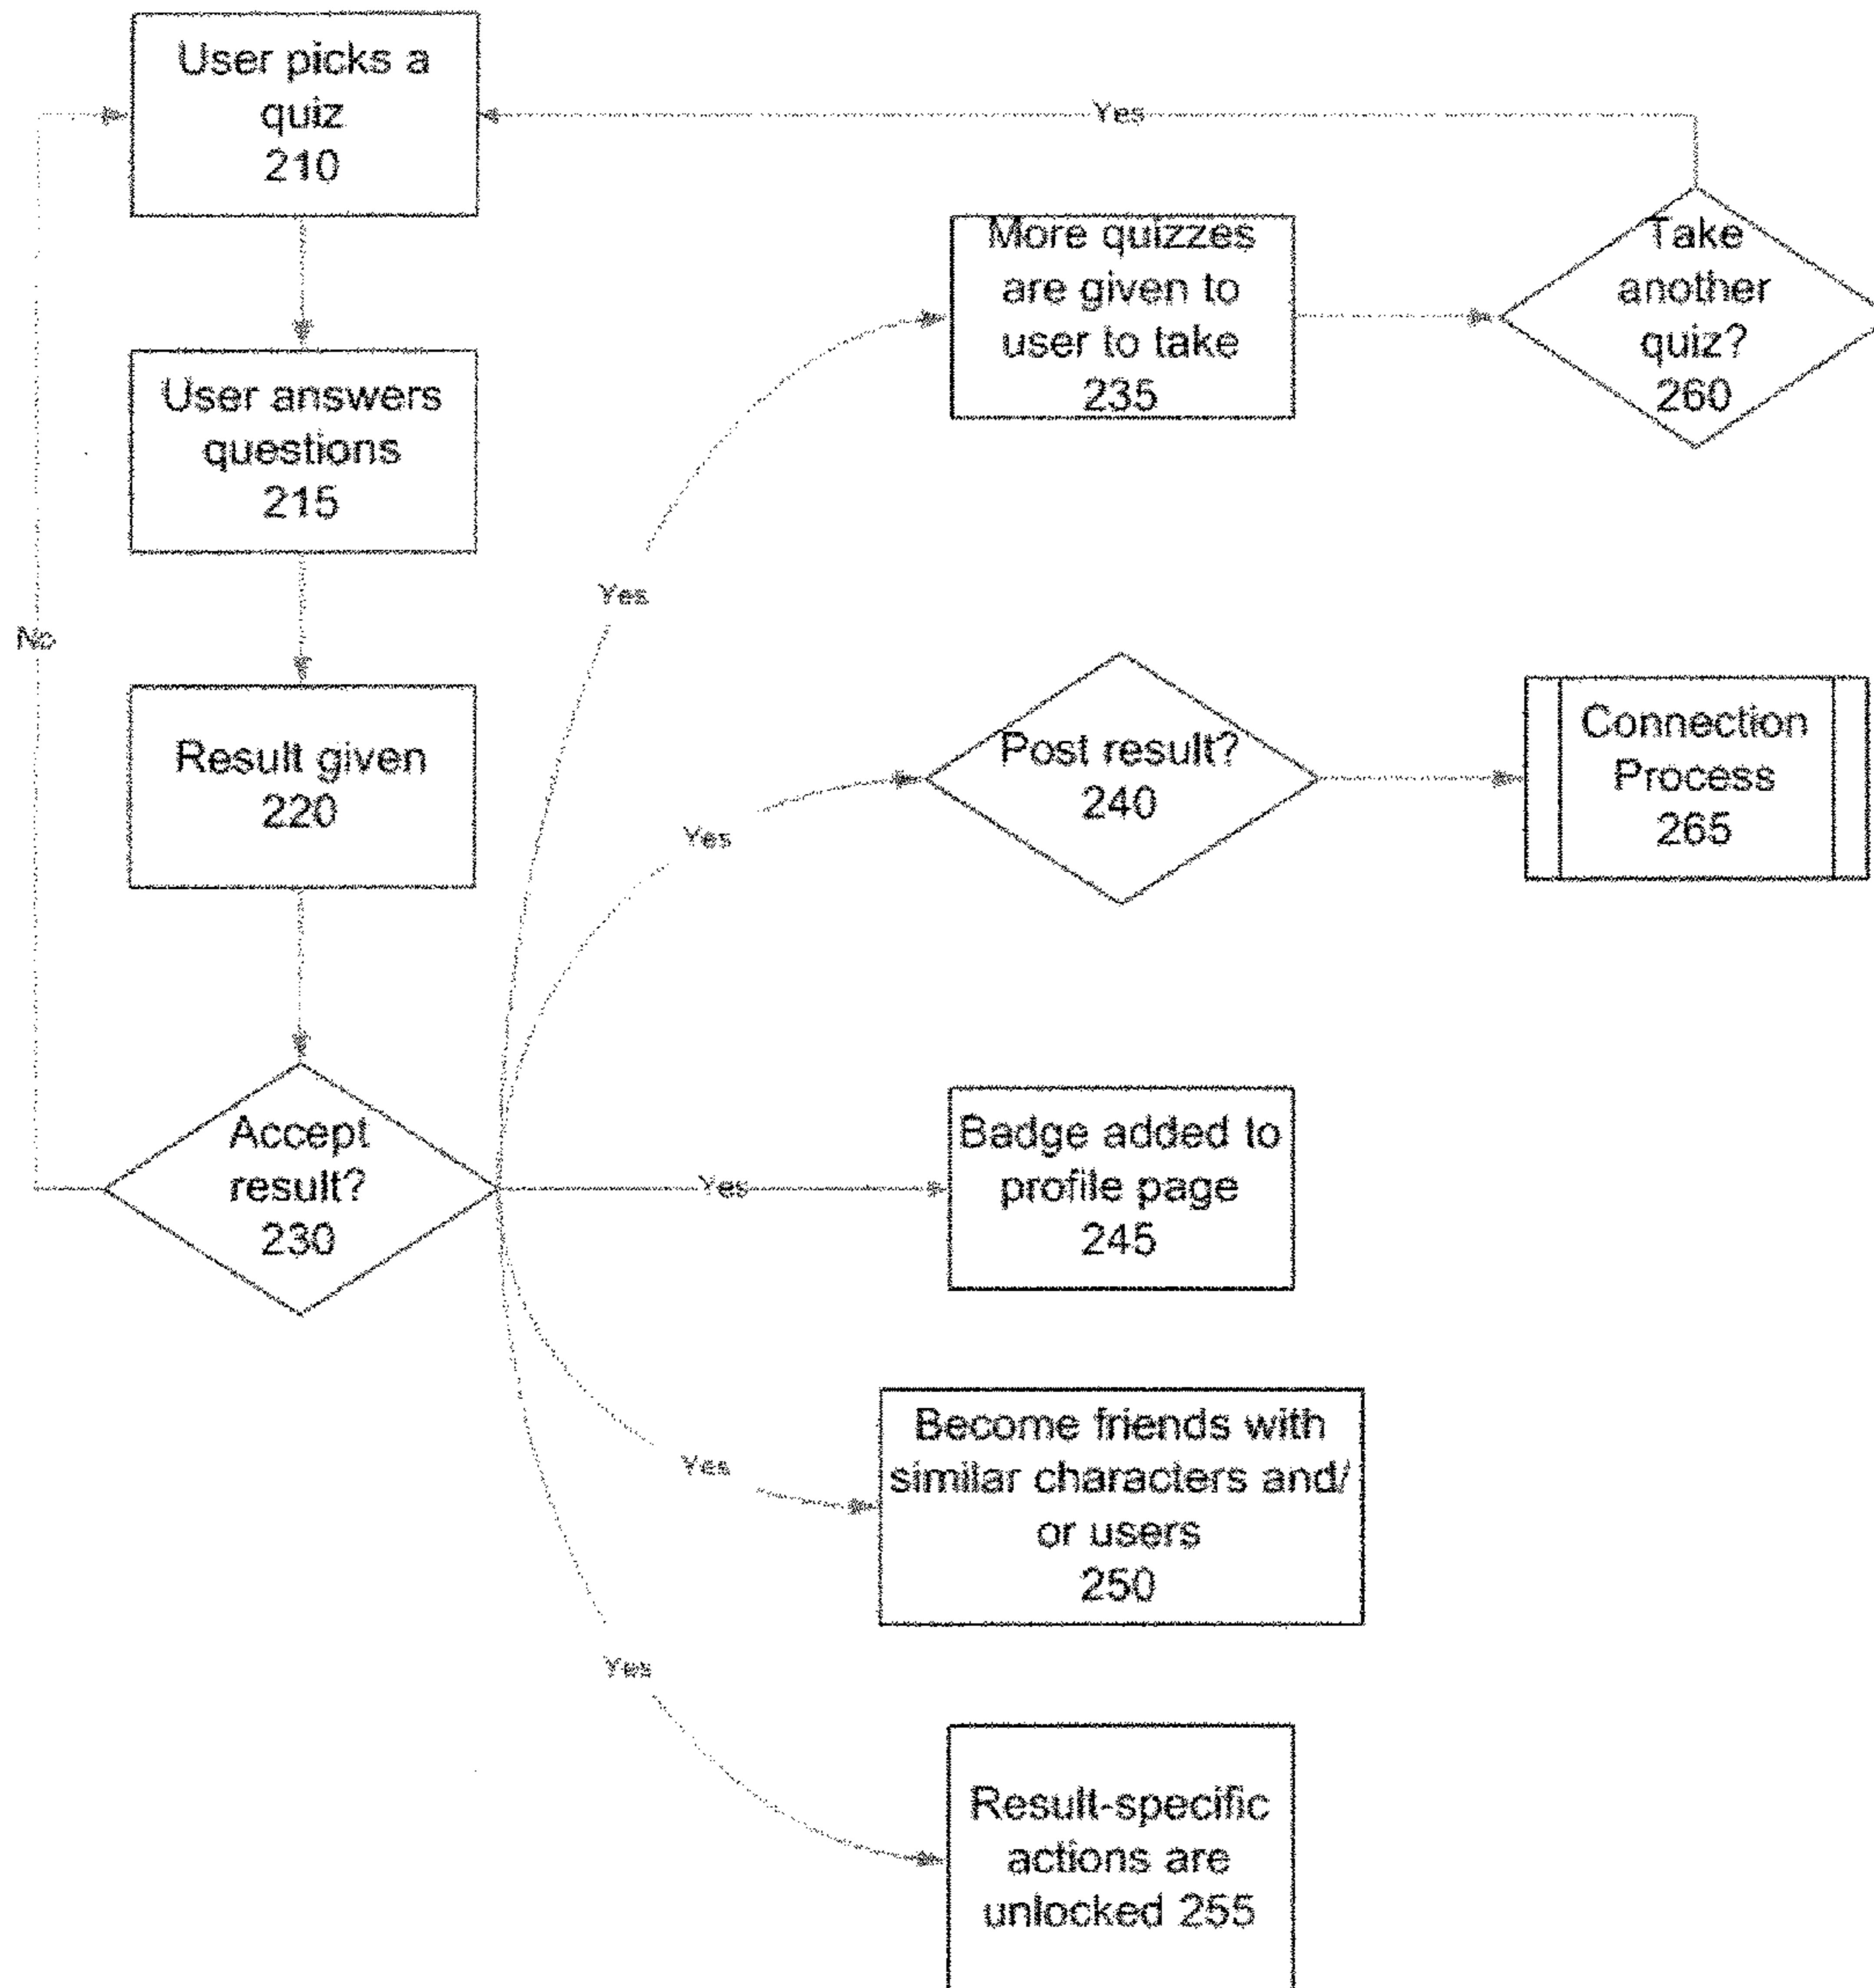 User picks a
quiz
210
Yes
More quizzes
are given to
user to take
235
Take
another
quiz?
260
User answers
questions
215
Yes
No
Result given
220
Yes
Post result?
240
Connection
Process
265
Accept
result?
230
Yes
Badge added to
profile page
245
Yes
Become friends with
similar characters and/
or users
250
Yes
Result-specific
actions are
unlocked 255